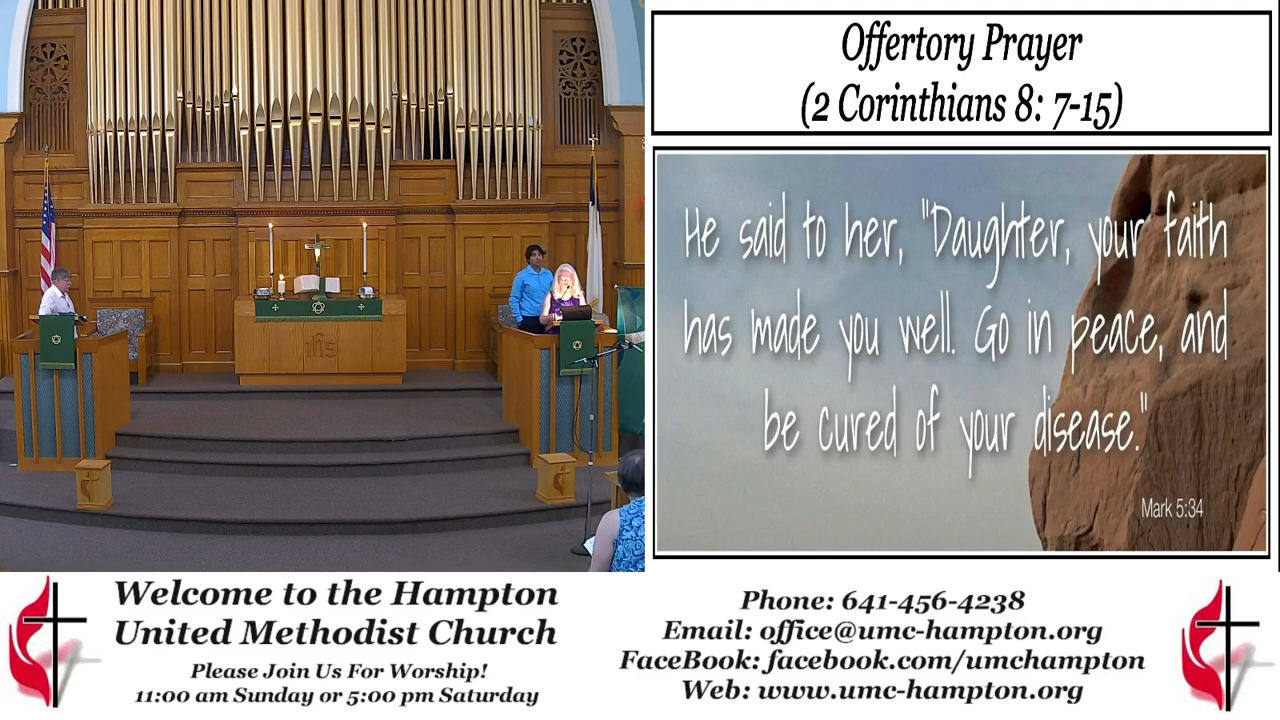 Offertory Prayer
(2 Corinthians 8: 7-15)
He said to her, "Daughter, your faith
has made you well. Go in peace, and
be cured of your disease."
Mark 5:34
ihs
Welcome to the Hampton
United Methodist Church
Please Join Us For Worship!
11:00 am Sunday or 5:00 pm Saturday
Phone: 641-456-4238
Email: office@umc-hampton.org
FaceBook: facebook.com/umchampton
Web: www.umc-hampton.org